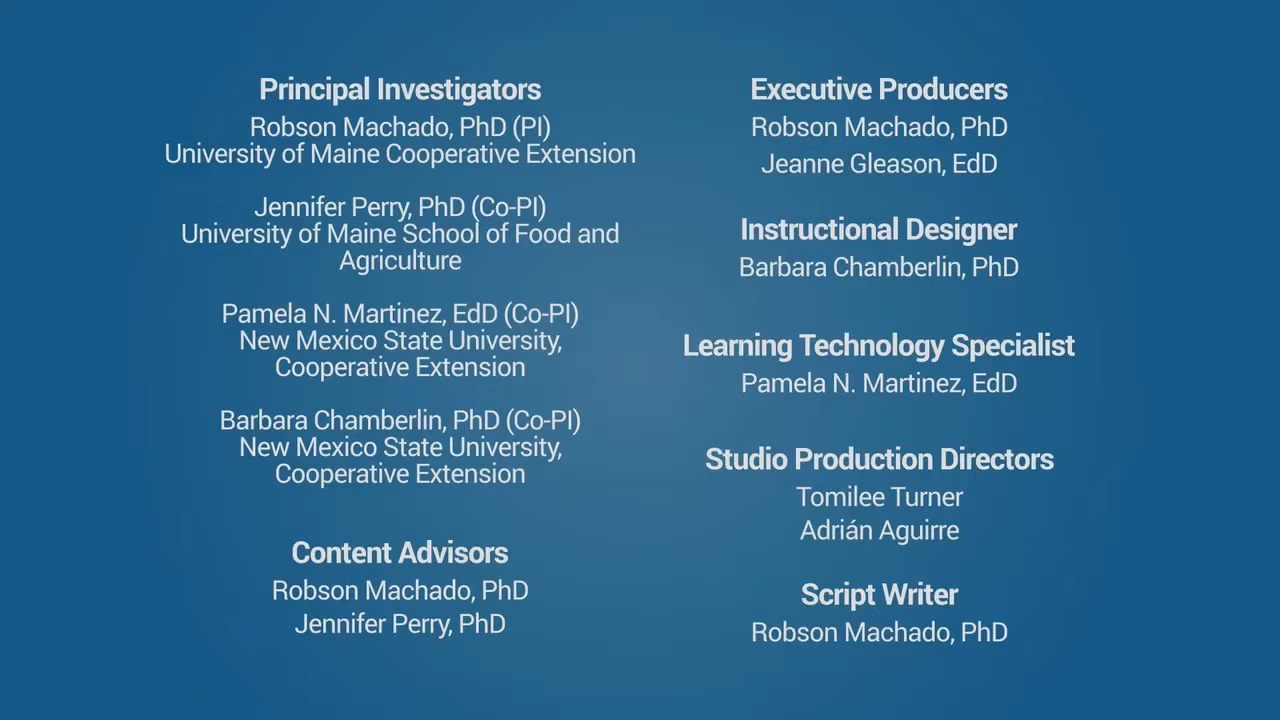 Principal Investigators
Robson Machado, PhD (PI)
University of Maine Cooperative Extension
Jennifer Perry, PhD (Co-PI)
University of Maine School of Food and
Agriculture
Pamela N. Martinez, EdD (Co-PI)
New Mexico State University,
Cooperative Extension
Barbara Chamberlin, PhD (Co-PI)
New Mexico State University,
Cooperative Extension
Content Advisors
Robson Machado, PhD
Jennifer Perry, PhD
Executive Producers
Robson Machado, PhD
Jeanne Gleason, EdD
Instructional Designer
Barbara Chamberlin, PhD
Learning Technology Specialist
Pamela N. Martinez, EdD
Studio Production Directors
Tomilee Turner
Adrián Aguirre
Script Writer
Robson Machado, PhD